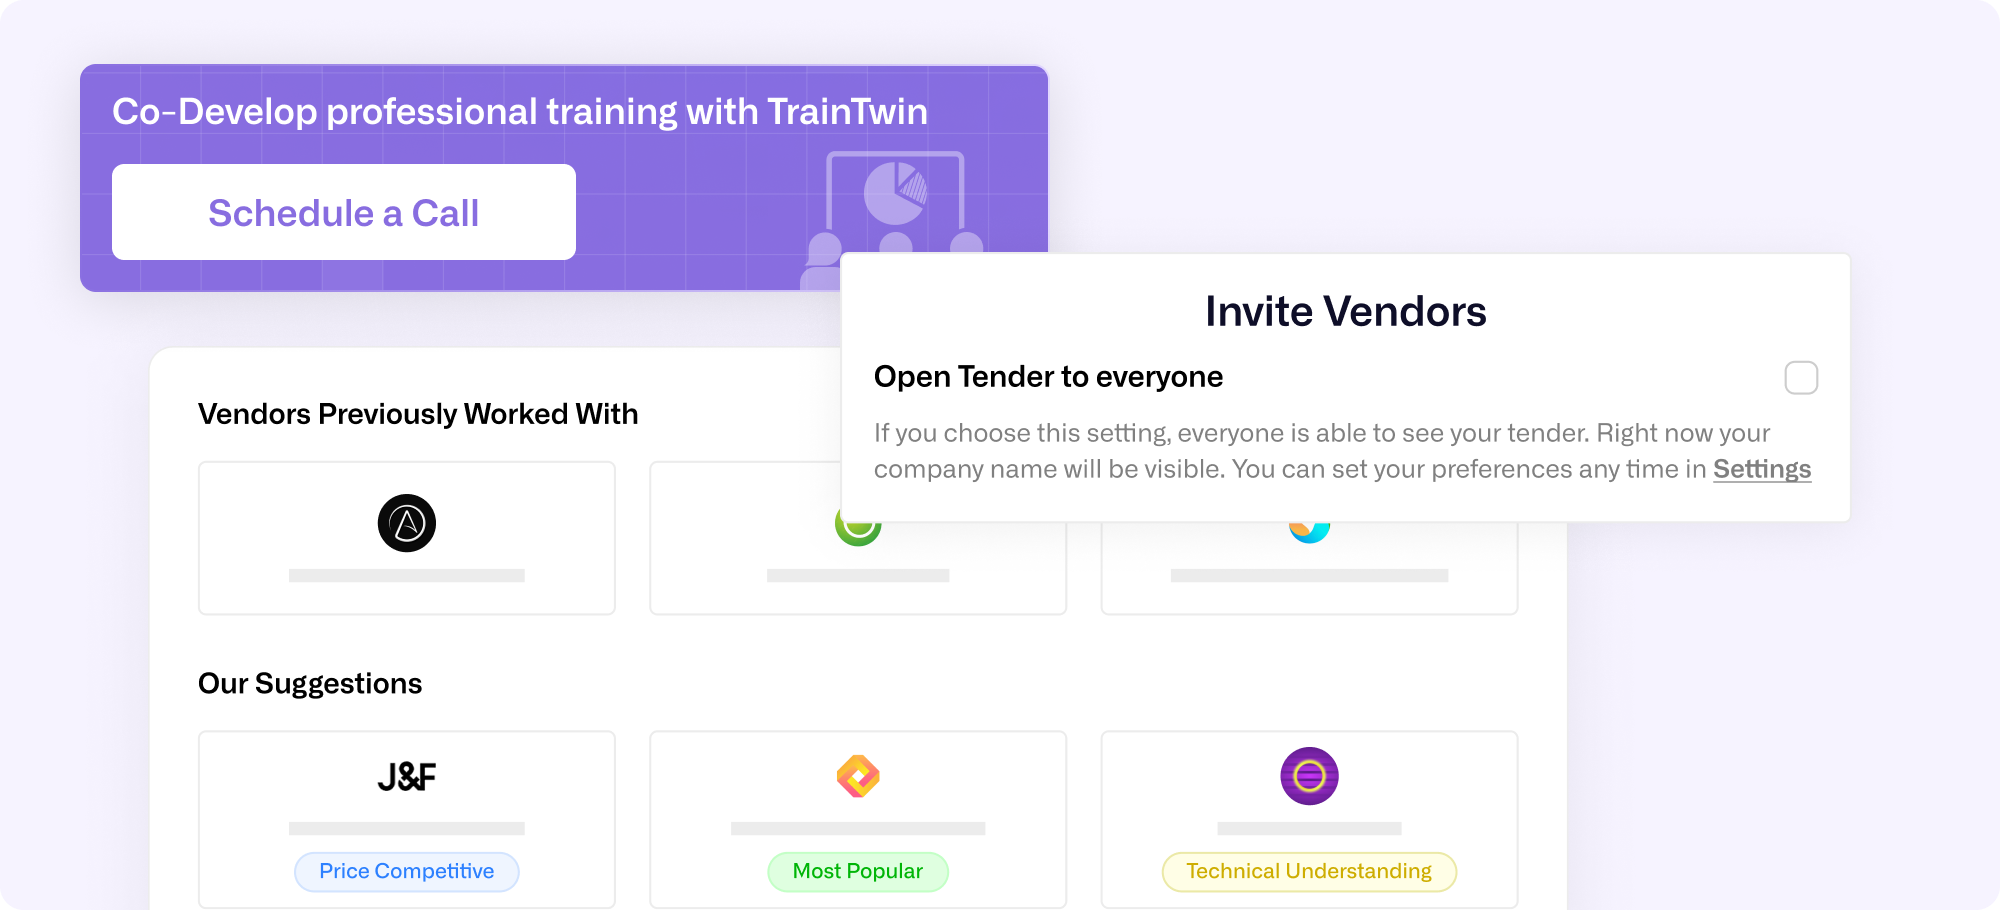 Co-Develop professional training with TrainTwin
Schedule a Call
Invite Vendors
Open Tender to everyone
If you choose this setting, everyone is able to see your tender. Right now your
company name will be visible. You can set your preferences any time in Settings
Vendors Previously Worked With
Our Suggestions
J&F
Price Competitive
Most Popular
Technical Understanding